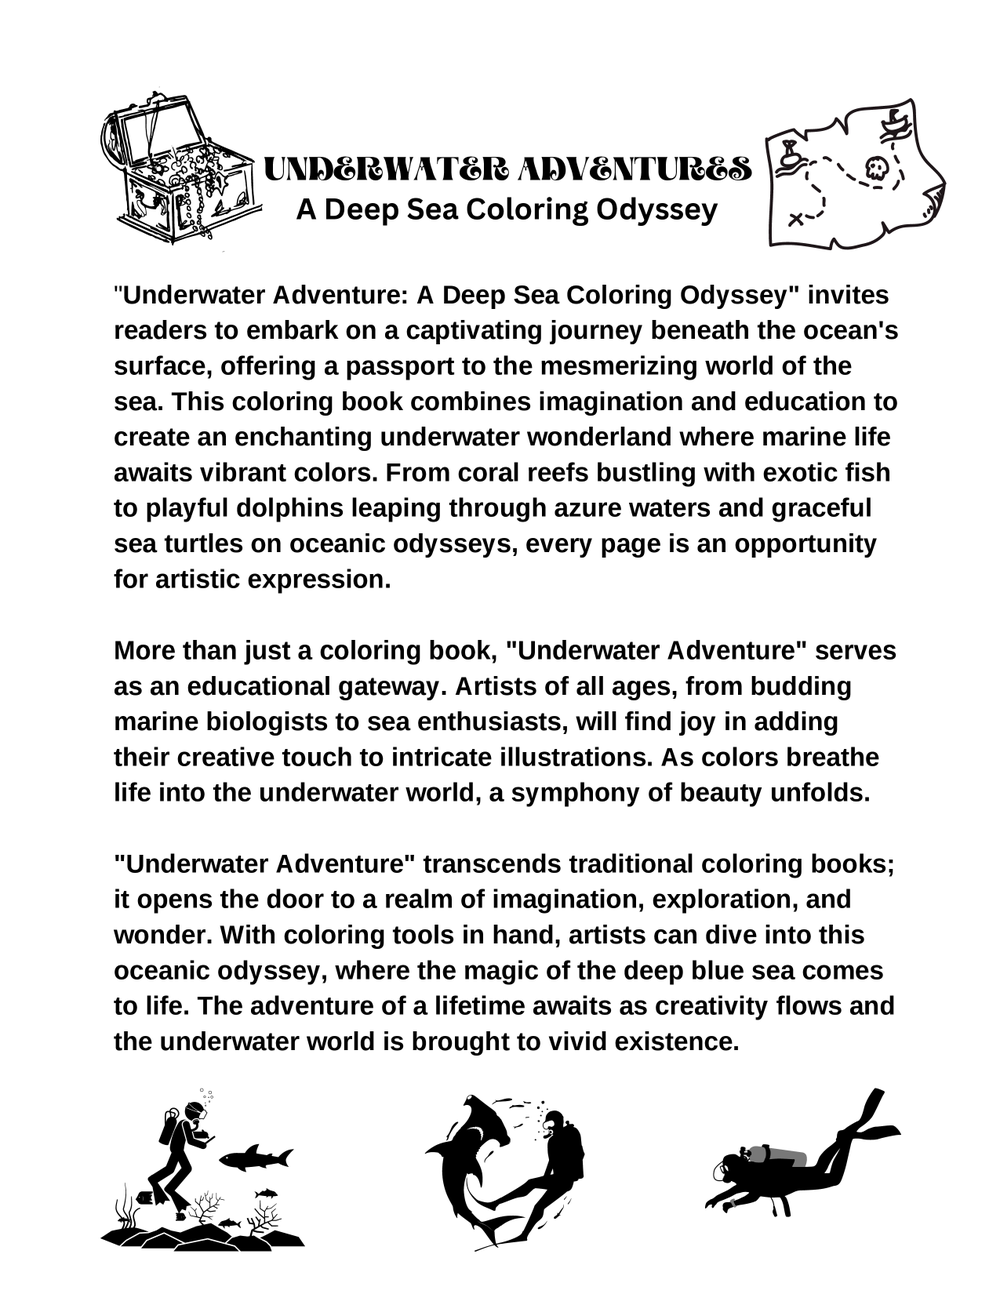 UNDERWATER ADVENTURES
A Deep Sea Coloring Odyssey
"Underwater Adventure: A Deep Sea Coloring Odyssey" invites
readers to embark on a captivating journey beneath the ocean's
surface, offering a passport to the mesmerizing world of the
sea. This coloring book combines imagination and education to
create an enchanting underwater wonderland where marine life
awaits vibrant colors. From coral reefs bustling with exotic fish
to playful dolphins leaping through azure waters and graceful
sea turtles on oceanic odysseys, every page is an opportunity
for artistic expression.
More than just a coloring book, "Underwater Adventure" serves
as an educational gateway. Artists of all ages, from budding
marine biologists to sea enthusiasts, will find joy in adding
their creative touch to intricate illustrations. As colors breathe
life into the underwater world, a symphony of beauty unfolds.
"Underwater Adventure" transcends traditional coloring books;
it opens the door to a realm of imagination, exploration, and
wonder. With coloring tools in hand, artists can dive into this
oceanic odyssey, where the magic of the deep blue sea comes
to life. The adventure of a lifetime awaits as creativity flows and
the underwater world is brought to vivid existence.